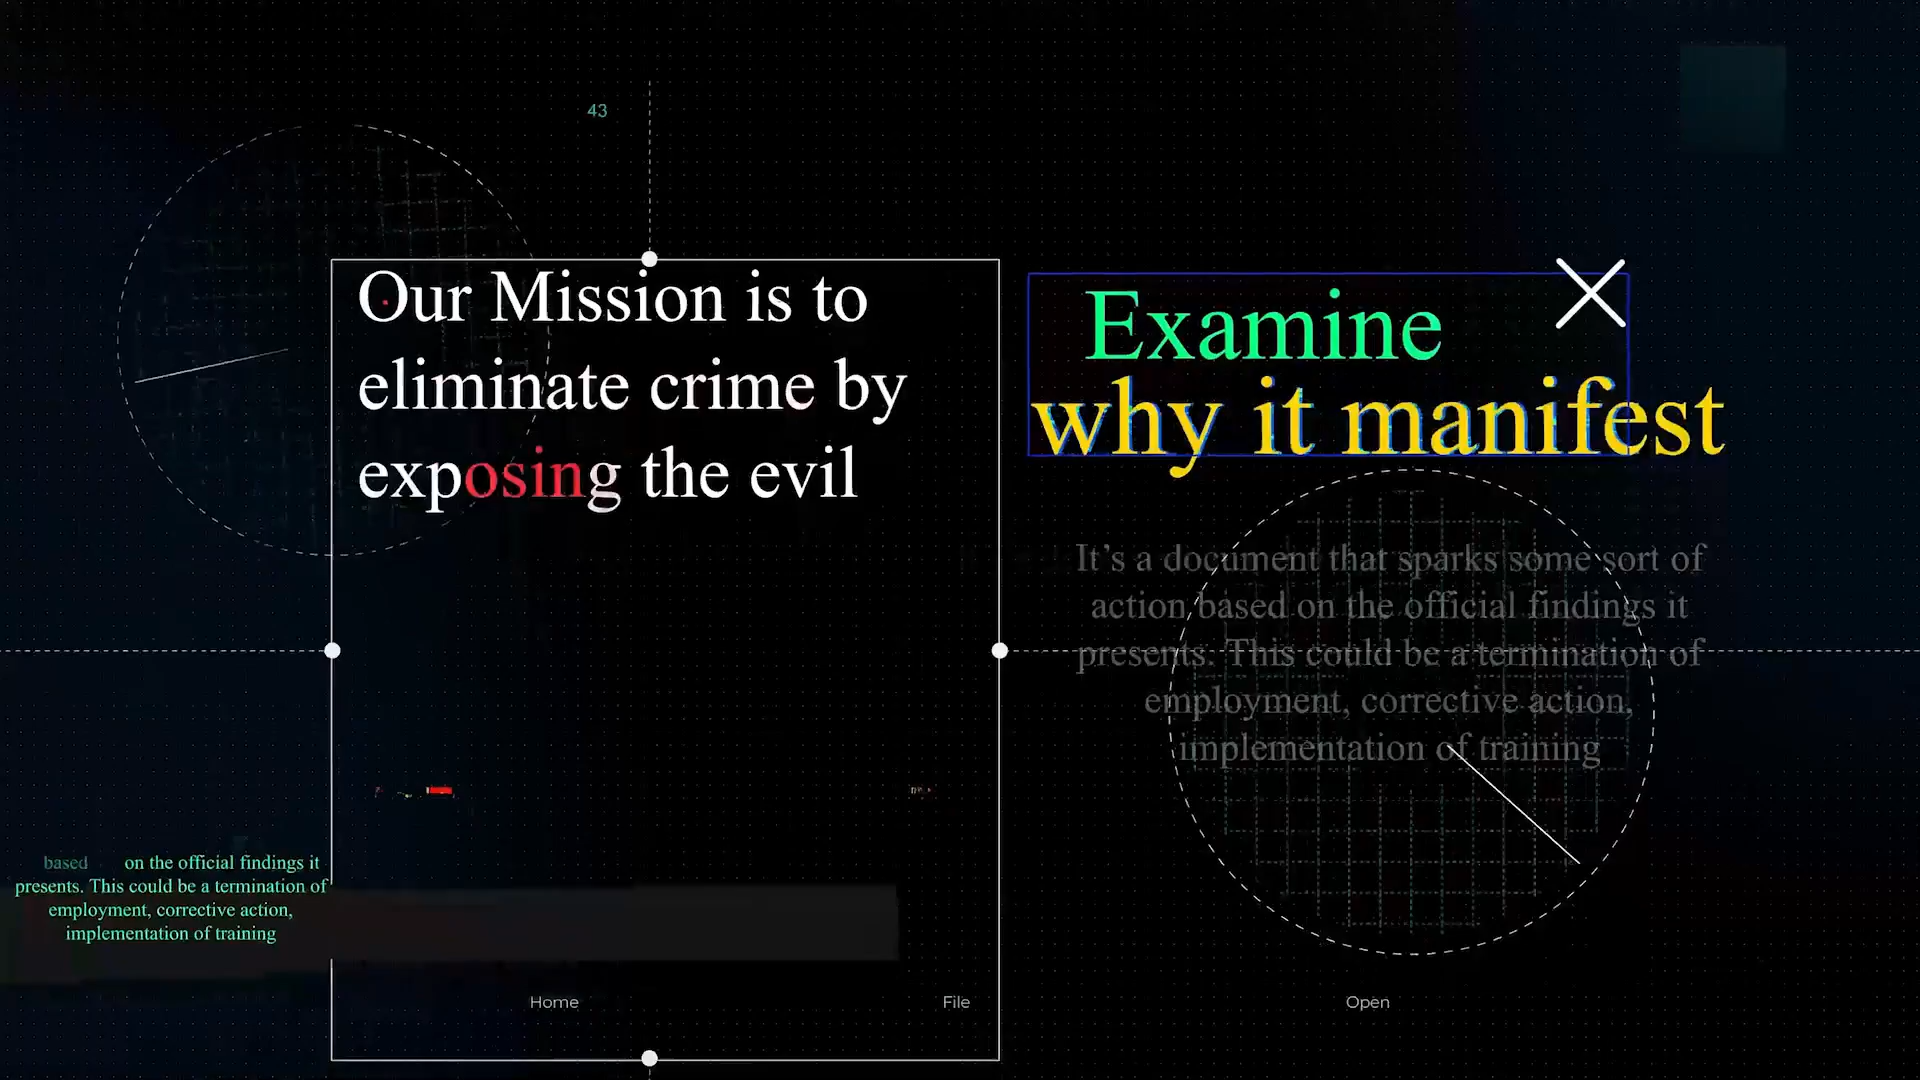 43
Our Mission is to
eliminate crime by
exposing the evil
Examine
why it manifest
It’s a document that sparks some sort of
action based on the official findings it
presents. This could be a termination of
employment, corrective action,
implementation of training
based on the official findings it
presents. This could be a termination of
employment, corrective action,
implementation of training
Home
File
Open